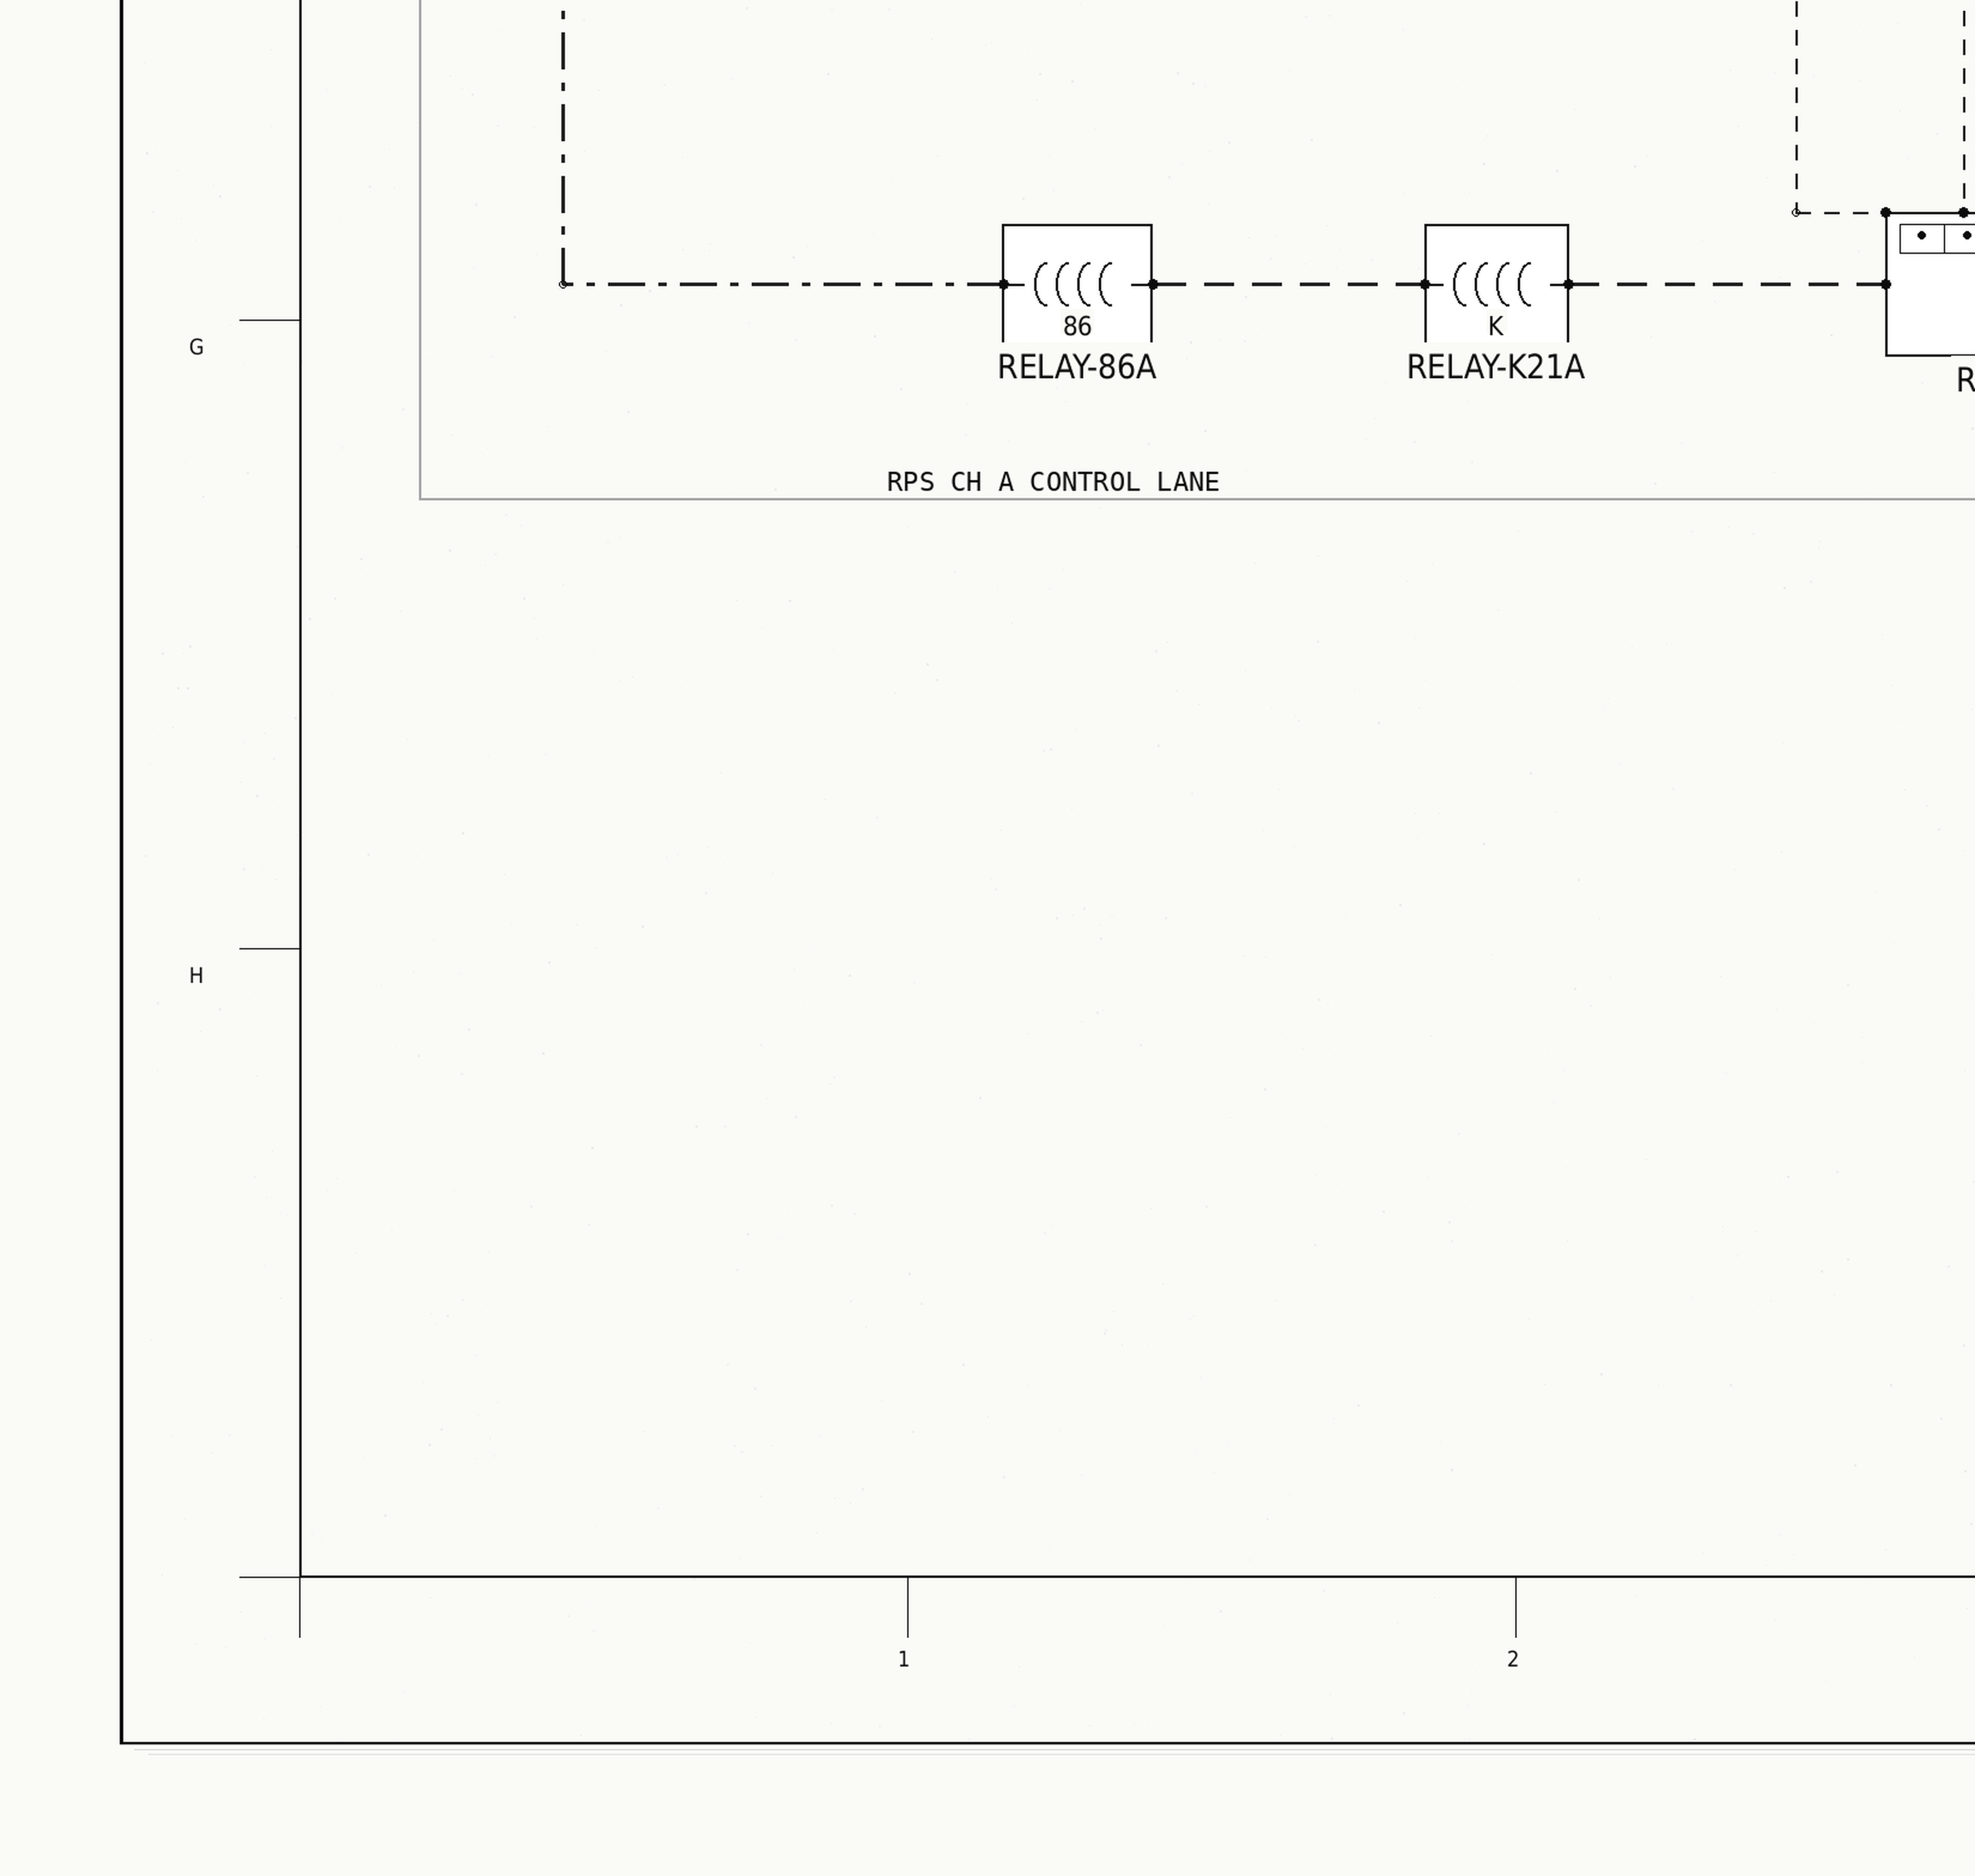 86
K
G
RELAY-86A
RELAY-K21A
R
RPS CH A CONTROL LANE
H
1
2